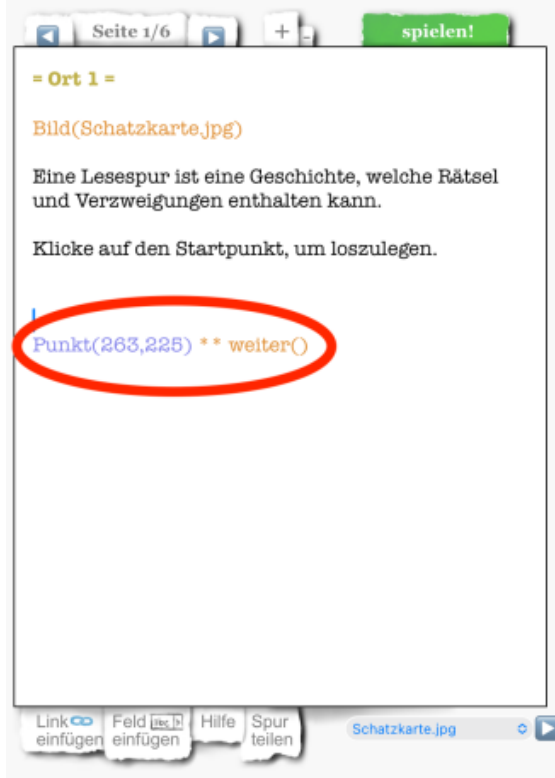 Seite 1/6
+
-
spielen!
= Ort 1 =
Bild(Schatzkarte.jpg)
Eine Lesespur ist eine Geschichte, welche Rätsel
und Verzweigungen enthalten kann.
Klicke auf den Startpunkt, um loszulegen.
Punkt(263,225) ** weiter()
Link
einfügen
Feld
einfügen
Hilfe
Spur
teilen
Schatzkarte.jpg